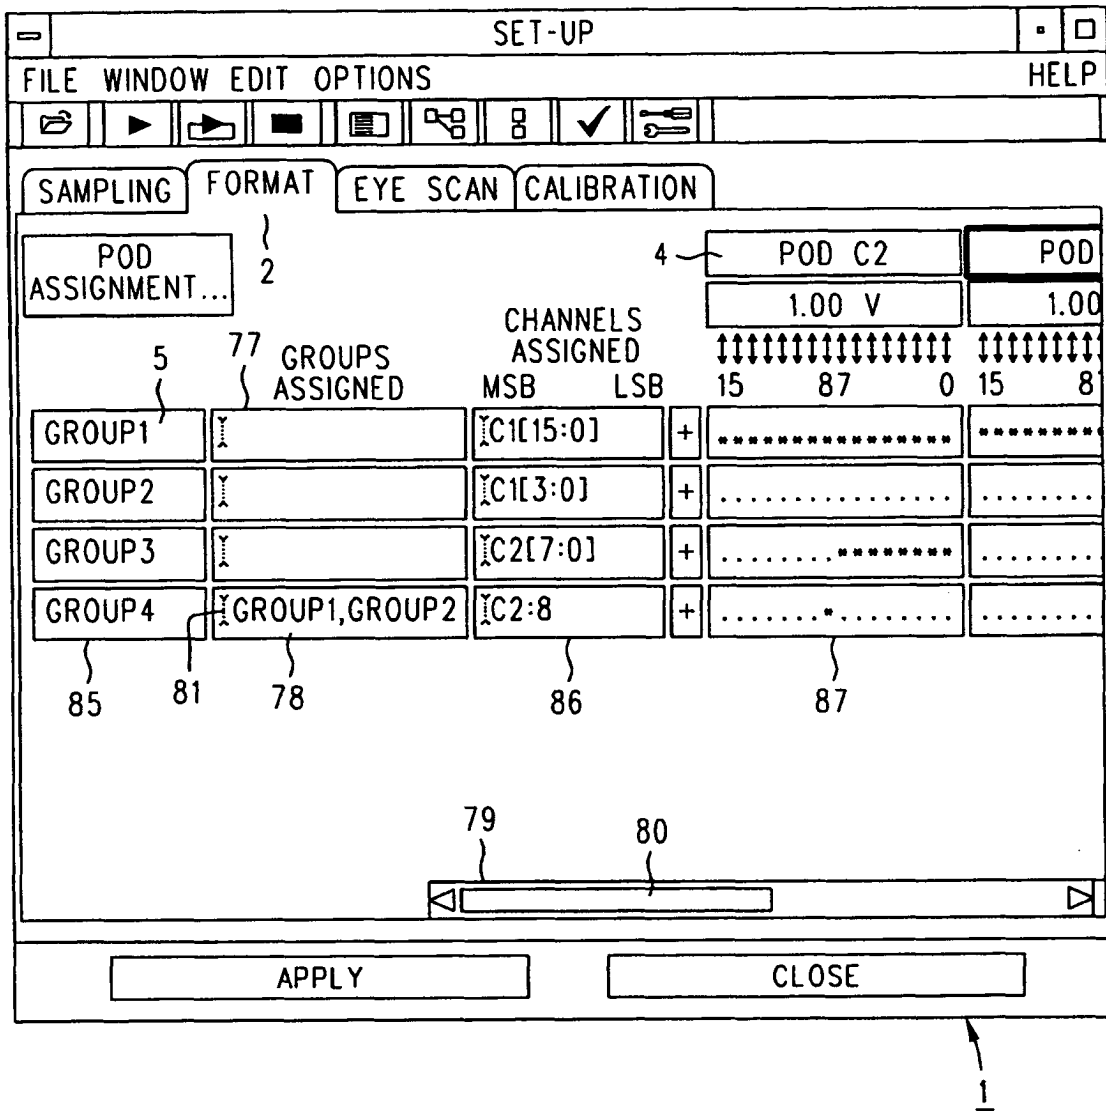 SET-UP
FILE WINDOW EDIT OPTIONS HELP
SAMPLING FORMAT EYE SCAN CALIBRATION
POD
ASSIGNMENT...
2
4
POD C2 POD
1.00 V 1.00
CHANNELS
ASSIGNED
MSB LSB
15 87 0 15 8
5
77
GROUPS
ASSIGNED
GROUP1 C1[15:0] + **************** ********
GROUP2 C1[3:0] + ................ ........
GROUP3 C2[7:0] + ........******** ........
GROUP4 GROUP1,GROUP2 C2:8 + .......*........ ........
85 81 78 86 87
79 80
APPLY CLOSE
1